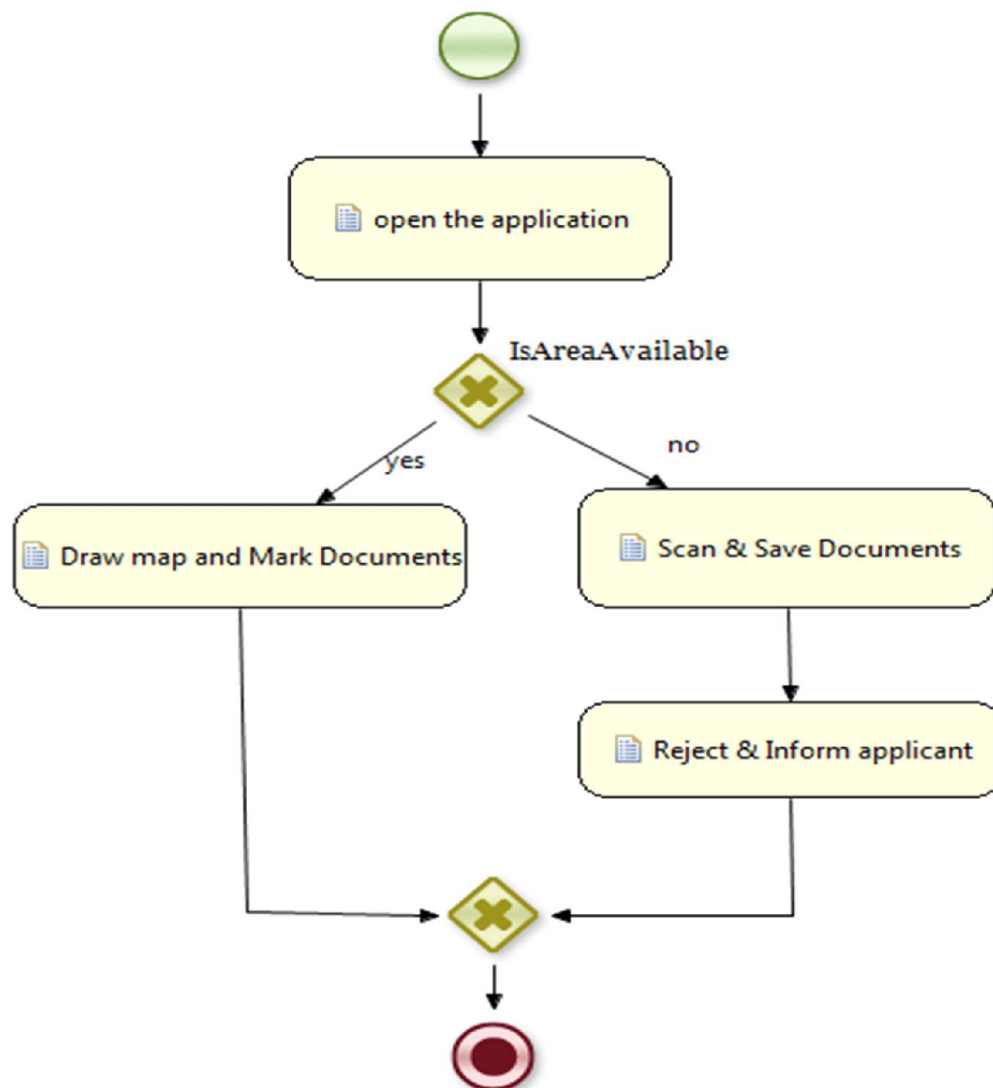 open the application
IsAreaAvailable
yes
no
Draw map and Mark Documents
Scan & Save Documents
Reject & Inform applicant